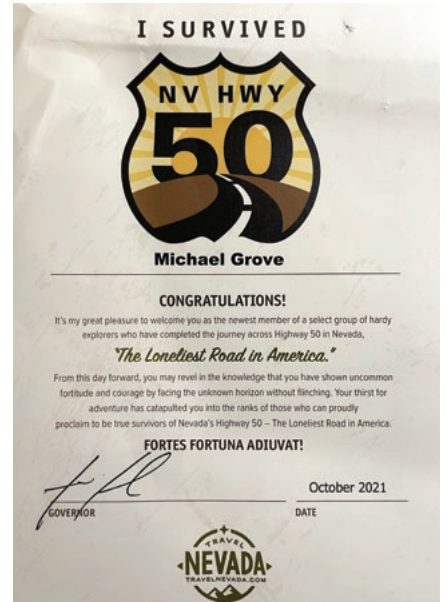 I SURVIVED
NV HWY
50
Michael Grove
CONGRATULATIONS!
It's my great pleasure to welcome you as the newest member of a select group of hardy
explorers who have completed the journey across Highway 50 in Nevada,
"The Loneliest Road in America."
From this day forward, you may revel in the knowledge that you have shown uncommon
fortitude and courage by facing the unknown horizon without flinching. Your thirst for
adventure has catapulted you into the ranks of those who can proudly
proclaim to be true survivors of Nevada's Highway 50 – The Loneliest Road in America.
FORTES FORTUNA ADIUVAT!
October 2021
GOVERNOR DATE
TRAVEL
NEVADA
TRAVELNEVADA.COM